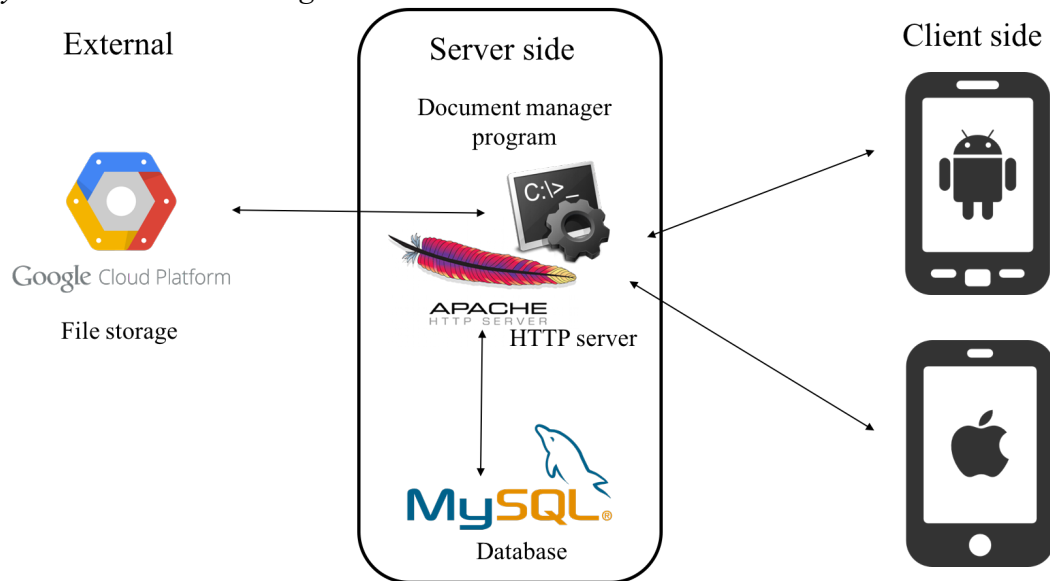 External
Server side
Client side
Document manager
program
C:\>_
Google Cloud Platform
File storage
APACHE
HTTP SERVER
HTTP server
MySQL®
Database